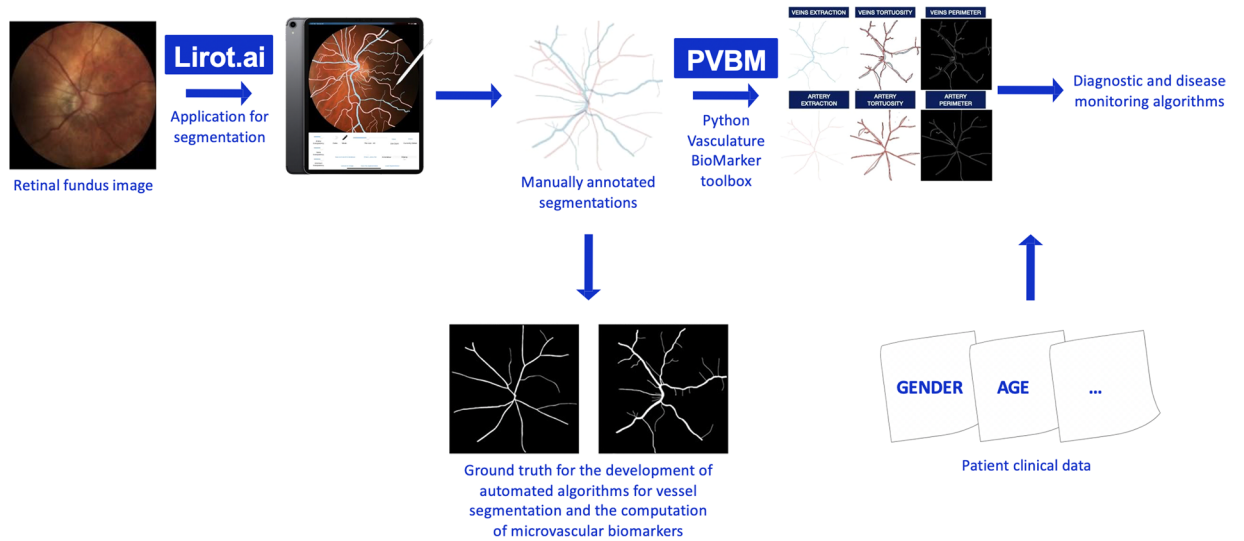 Lirot.ai
Application for
segmentation
Retinal fundus image
Manually annotated
segmentations
PVBM
Python
Vasculature
BioMarker
toolbox
VEINS EXTRACTION
VEINS TORTUOSITY
VEINS PERIMETER
ARTERY
EXTRACTION
ARTERY
TORTUOSITY
ARTERY
PERIMETER
Diagnostic and disease
monitoring algorithms
Ground truth for the development of
automated algorithms for vessel
segmentation and the computation
of microvascular biomarkers
GENDER
AGE
...
Patient clinical data